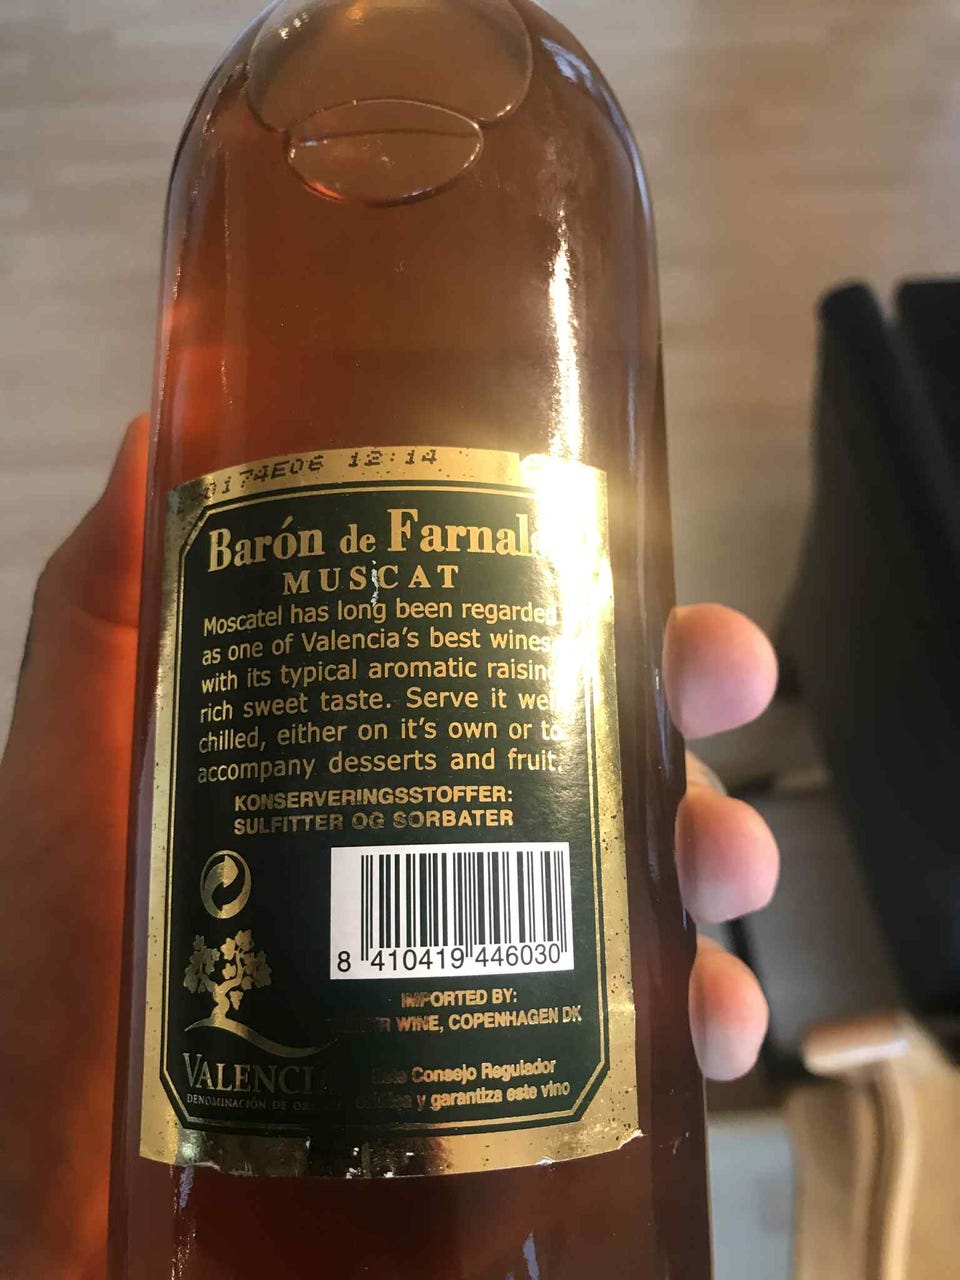 0174E06 12:14
Barón de Farnal
MUSCAT
Moscatel has long been regarded
as one of Valencia's best wines
with its typical aromatic raisin
rich sweet taste. Serve it we
chilled, either on it's own or to
accompany desserts and fruit.
KONSERVERINGSSTOFFER:
SULFITTER OG SORBATER
8 410419 446030
IMPORTED BY:
WINE, COPENHAGEN DK
VALENCI
DENOMINACIÓN DE
Este Consejo Regulador
y garantiza este vino